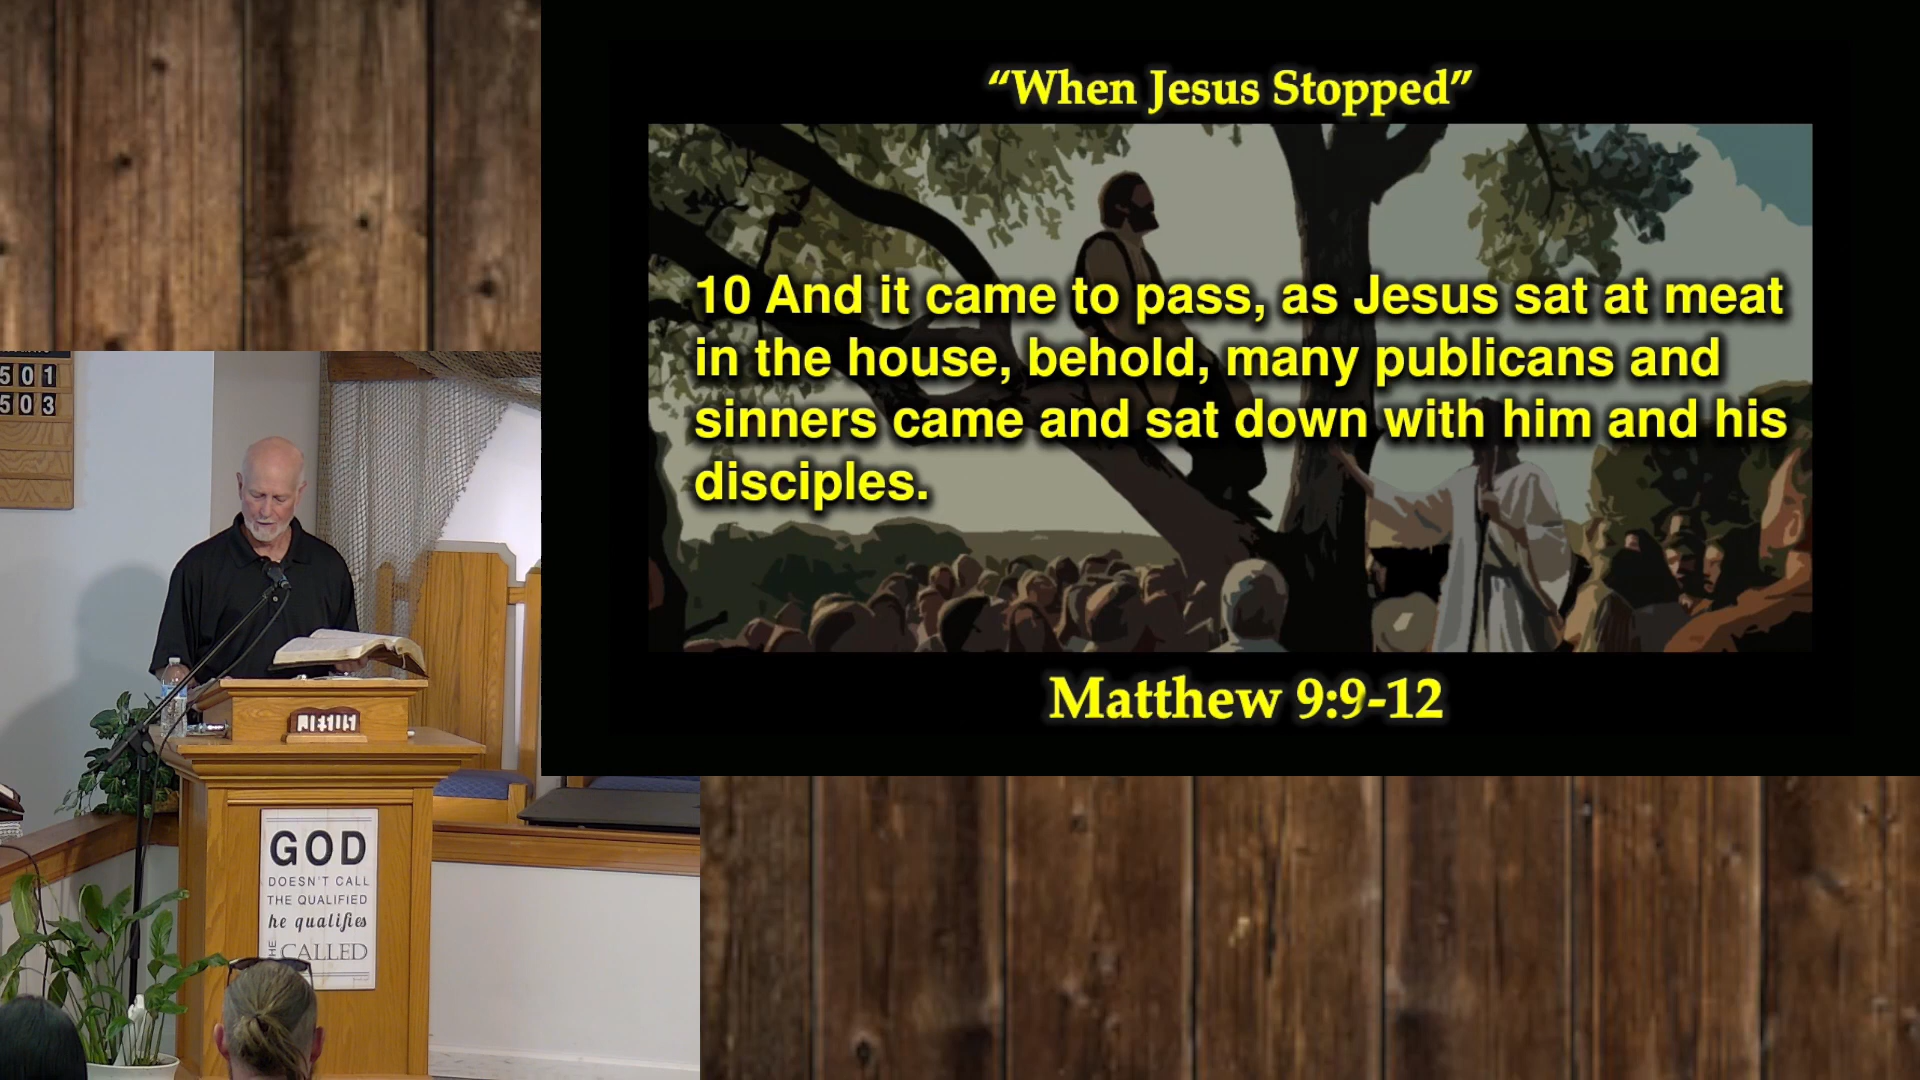 “When Jesus Stopped”
10 And it came to pass, as Jesus sat at meat
in the house, behold, many publicans and
sinners came and sat down with him and his
disciples.
Matthew 9:9-12
501
503
GOD
DOESN'T CALL
THE QUALIFIED
he qualifies
THE CALLED